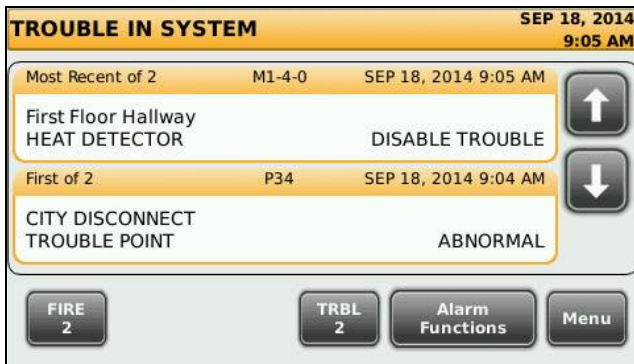 TROUBLE IN SYSTEM
SEP 18, 2014
9:05 AM
Most Recent of 2 M1-4-0 SEP 18, 2014 9:05 AM
First Floor Hallway
HEAT DETECTOR DISABLE TROUBLE
First of 2 P34 SEP 18, 2014 9:04 AM
CITY DISCONNECT
TROUBLE POINT ABNORMAL
FIRE
2
TRBL
2
Alarm
Functions
Menu